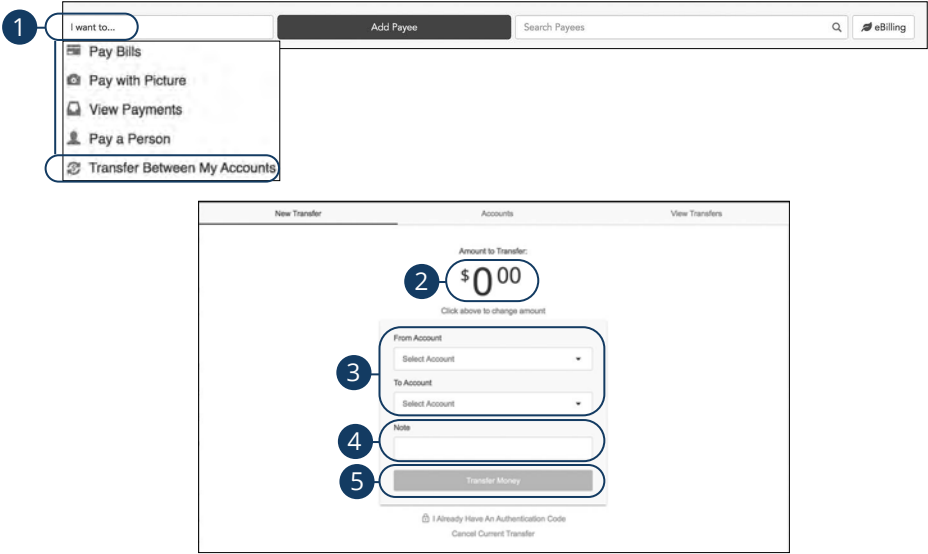 1
I want to...
Add Payee
Search Payees
eBilling
Pay Bills
Pay with Picture
View Payments
Pay a Person
Transfer Between My Accounts
New Transfer
Accounts
View Transfers
Amount to Transfer:
2
$0 00
Click above to change amount
3
From Account
Select Account
To Account
Select Account
4
Note
5
Transfer Money
I Already Have An Authentication Code
Cancel Current Transfer